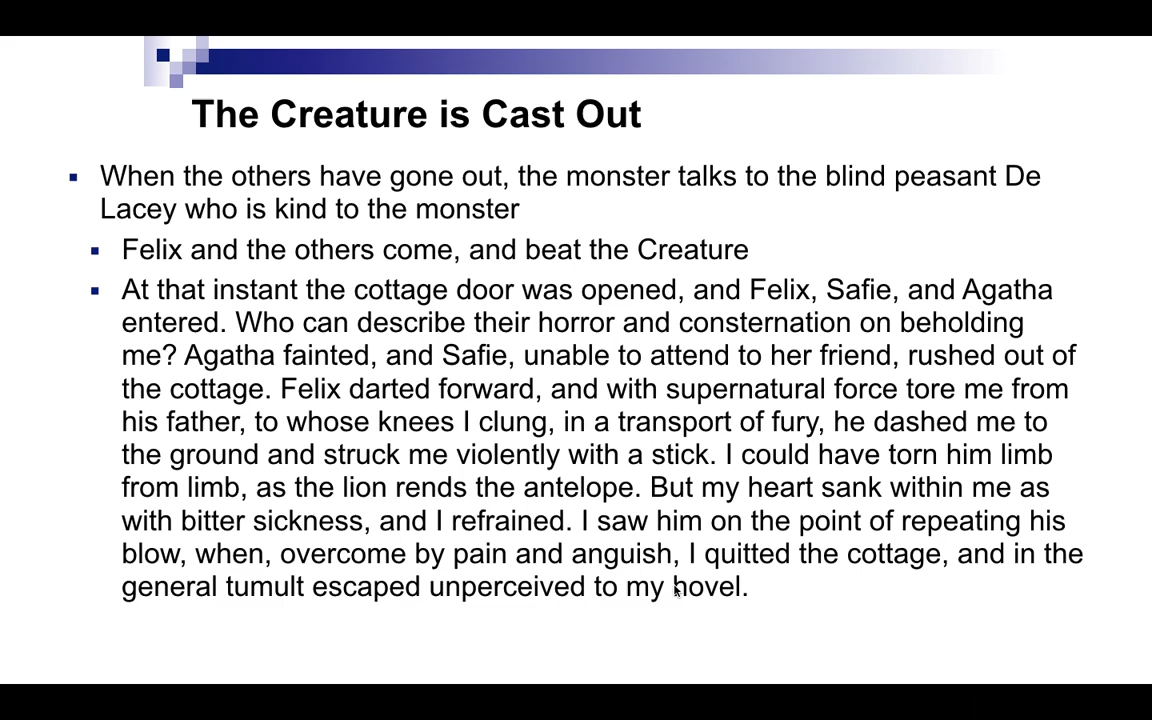 The Creature is Cast Out
When the others have gone out, the monster talks to the blind peasant De
Lacey who is kind to the monster
Felix and the others come, and beat the Creature
At that instant the cottage door was opened, and Felix, Safie, and Agatha
entered. Who can describe their horror and consternation on beholding
me? Agatha fainted, and Safie, unable to attend to her friend, rushed out of
the cottage. Felix darted forward, and with supernatural force tore me from
his father, to whose knees I clung, in a transport of fury, he dashed me to
the ground and struck me violently with a stick. I could have torn him limb
from limb, as the lion rends the antelope. But my heart sank within me as
with bitter sickness, and I refrained. I saw him on the point of repeating his
blow, when, overcome by pain and anguish, I quitted the cottage, and in the
general tumult escaped unperceived to my hovel.